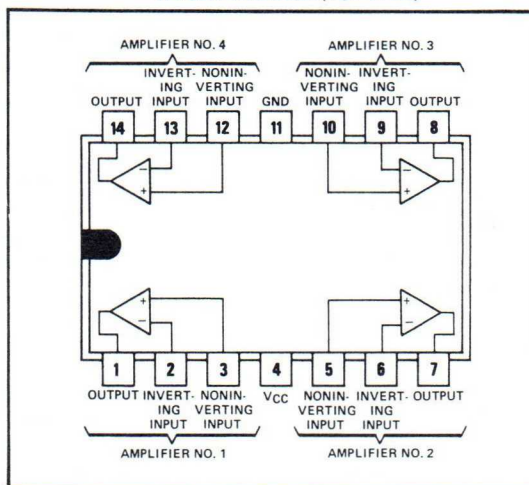 AMPLIFIER NO. 4
AMPLIFIER NO. 3
INVERT-
ING
INPUT
NONIN-
VERTING
INPUT
NONIN-
VERTING
INPUT
INVERT-
ING
INPUT
OUTPUT
GND
OUTPUT
14 13 12 11 10 9 8
- + - +
+ - + -
1 2 3 4 5 6 7
OUTPUT
INVERT-
ING
INPUT
NONIN-
VERTING
INPUT
VCC
NONIN-
VERTING
INPUT
INVERT-
ING
INPUT
OUTPUT
AMPLIFIER NO. 1
AMPLIFIER NO. 2